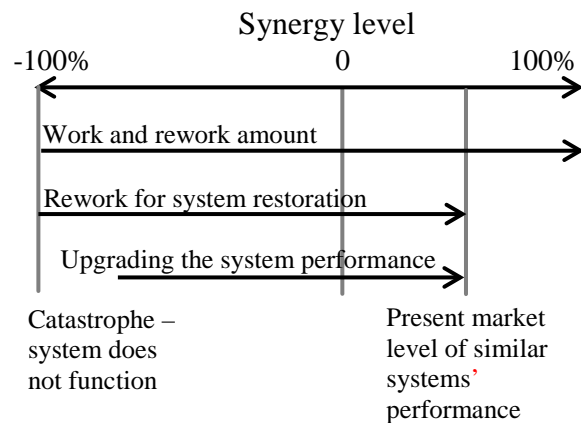 Synergy level
-100% 0 100%
Work and rework amount
Rework for system restoration
Upgrading the system performance
Catastrophe –
system does
not function
Present market
level of similar
systems’
performance